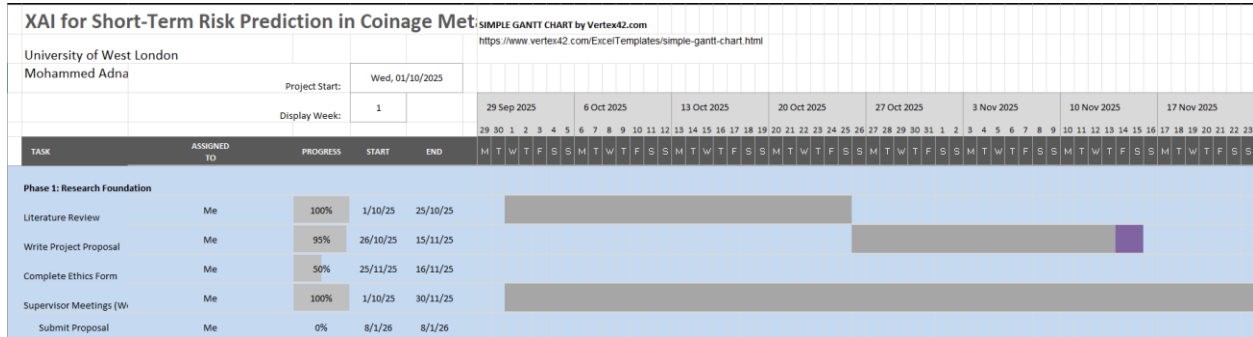 XAI for Short-Term Risk Prediction in Coinage Met
SIMPLE GANTT CHART by Vertex42.com
https://www.vertex42.com/ExcelTemplates/simple-gantt-chart.html
University of West London
Mohammed Adna
Project Start: Wed, 01/10/2025
Display Week: 1
29 Sep 2025 6 Oct 2025 13 Oct 2025 20 Oct 2025 27 Oct 2025 3 Nov 2025 10 Nov 2025 17 Nov 2025
29 30 1 2 3 4 5 6 7 8 9 10 11 12 13 14 15 16 17 18 19 20 21 22 23 24 25 26 27 28 29 30 31 1 2 3 4 5 6 7 8 9 10 11 12 13 14 15 16 17 18 19 20 21 22 23
TASK ASSIGNED TO PROGRESS START END M T W T F S S M T W T F S S M T W T F S S M T W T F S S M T W T F S S M T W T F S S M T W T F S S M T W T F S S
Phase 1: Research Foundation
Literature Review Me 100% 1/10/25 25/10/25
Write Project Proposal Me 95% 26/10/25 15/11/25
Complete Ethics Form Me 50% 25/11/25 16/11/25
Supervisor Meetings (We Me 100% 1/10/25 30/11/25
Submit Proposal Me 0% 8/1/26 8/1/26